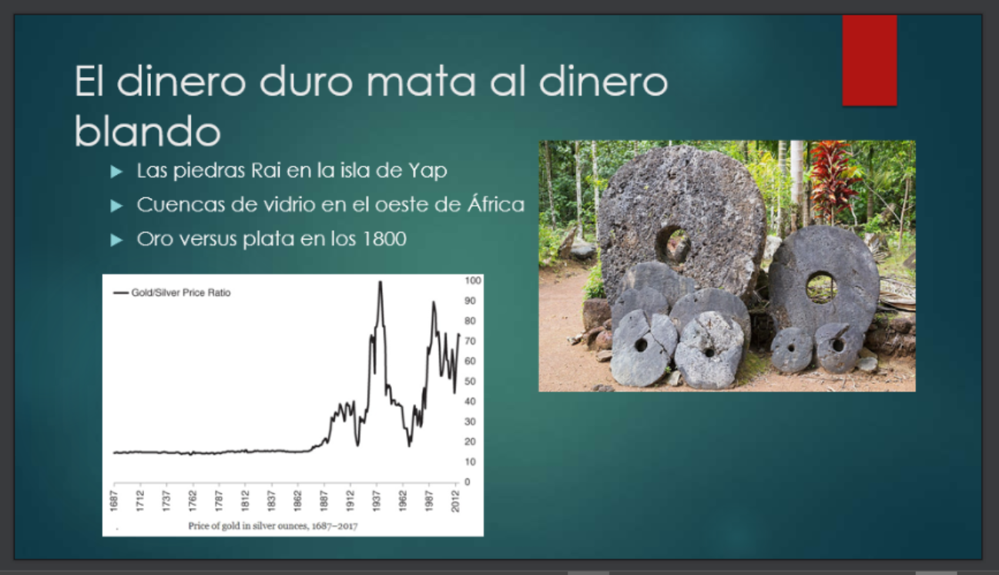 El dinero duro mata al dinero
blando
Las piedras Rai en la isla de Yap
Cuencas de vidrio en el oeste de África
Oro versus plata en los 1800
Gold/Silver Price Ratio
100
90
80
70
60
50
40
30
20
10
0
1687 1712 1737 1762 1787 1812 1837 1862 1887 1912 1937 1962 1987 2012
Price of gold in silver ounces, 1687–2017